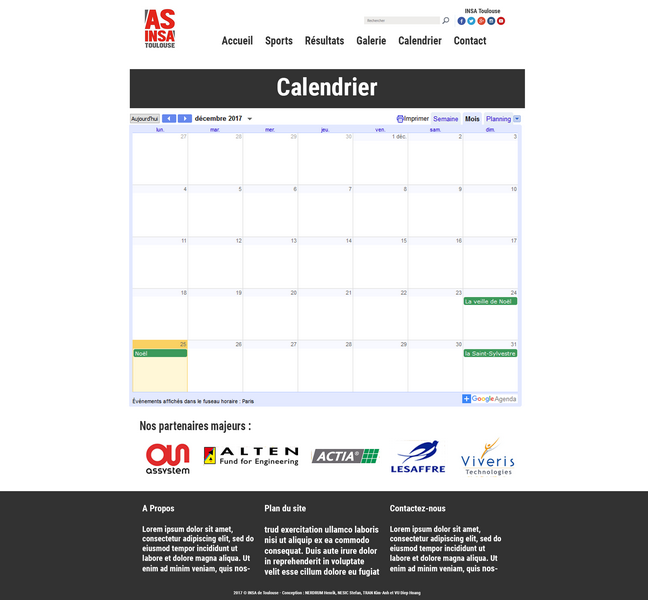 AS
INSA
TOULOUSE
INSA Toulouse
Rechercher
Accueil Sports Résultats Galerie Calendrier Contact
Calendrier
Aujourd'hui décembre 2017 Imprimer Semaine Mois Planning
lun. mar. mer. jeu. ven. sam. dim.
27 28 29 30 1 déc. 2 3
4 5 6 7 8 9 10
11 12 13 14 15 16 17
18 19 20 21 22 23 24
La veille de Noël
25 26 27 28 29 30 31
Noël la Saint-Sylvestre
Événements affichés dans le fuseau horaire : Paris
Google Agenda
Nos partenaires majeurs :
assystem
ALTEN
Fund for Engineering
ACTIA®
LESAFFRE
Viveris
Technologies
A Propos
Lorem ipsum dolor sit amet,
consectetur adipiscing elit, sed do
eiusmod tempor incididunt ut
labore et dolore magna aliqua. Ut
enim ad minim veniam, quis nos-
Plan du site
trud exercitation ullamco laboris
nisi ut aliquip ex ea commodo
consequat. Duis aute irure dolor
in reprehenderit in voluptate
velit esse cillum dolore eu fugiat
Contactez-nous
Lorem ipsum dolor sit amet,
consectetur adipiscing elit, sed do
eiusmod tempor incididunt ut
labore et dolore magna aliqua. Ut
enim ad minim veniam, quis nos-
2017 © INSA de Toulouse - Conception : NERDRUM Henrik, NESIC Stefan, TRAN Kim-Anh et VU Ding-Hoang